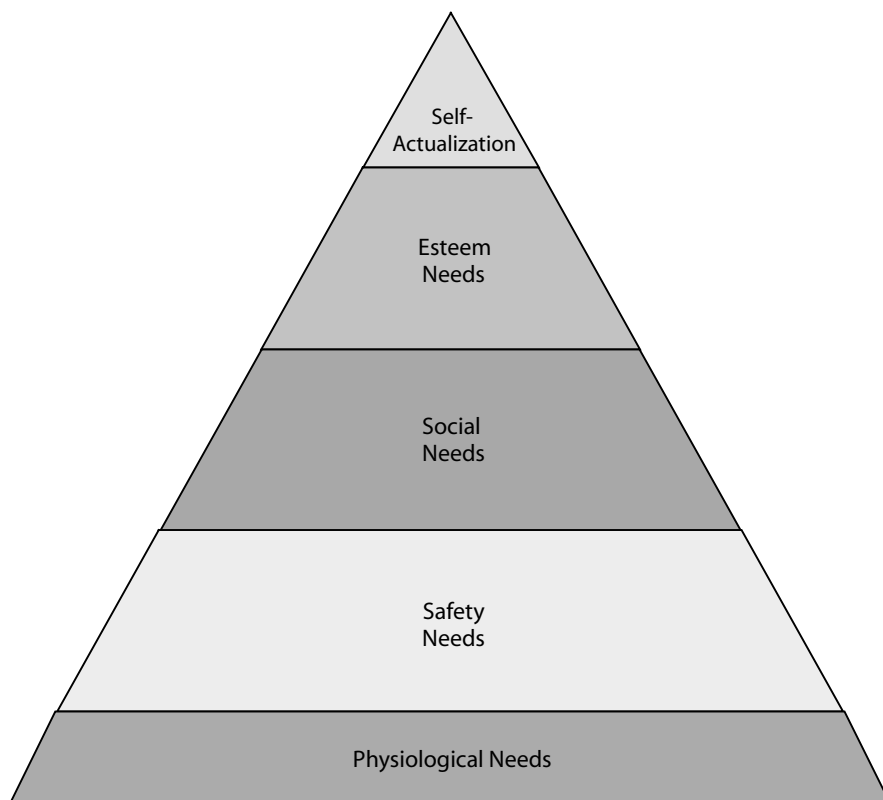 Self-
Actualization
Esteem
Needs
Social
Needs
Safety
Needs
Physiological Needs